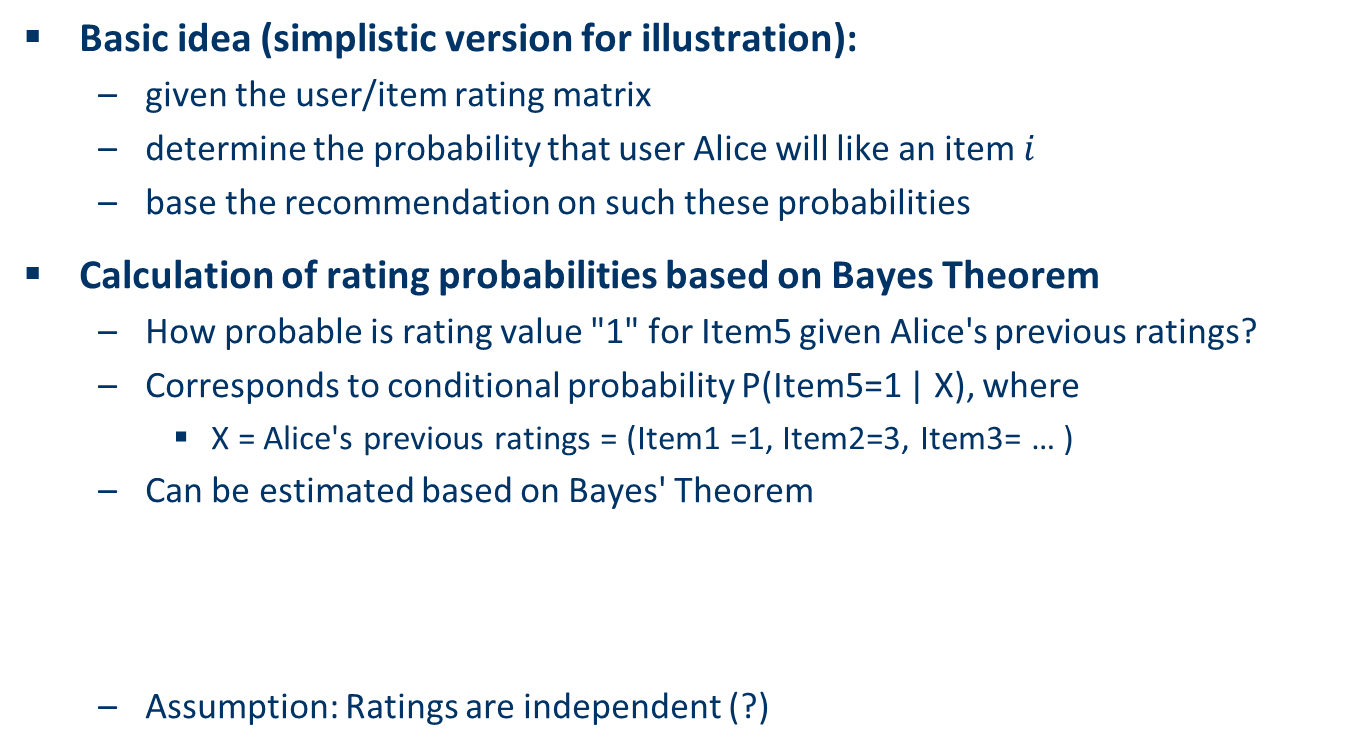 ▪ Basic idea (simplistic version for illustration):
– given the user/item rating matrix
– determine the probability that user Alice will like an item i
– base the recommendation on such these probabilities
▪ Calculation of rating probabilities based on Bayes Theorem
– How probable is rating value "1" for Item5 given Alice's previous ratings?
– Corresponds to conditional probability P(Item5=1 | X), where
▪ X = Alice's previous ratings = (Item1 =1, Item2=3, Item3= … )
– Can be estimated based on Bayes' Theorem
– Assumption: Ratings are independent (?)